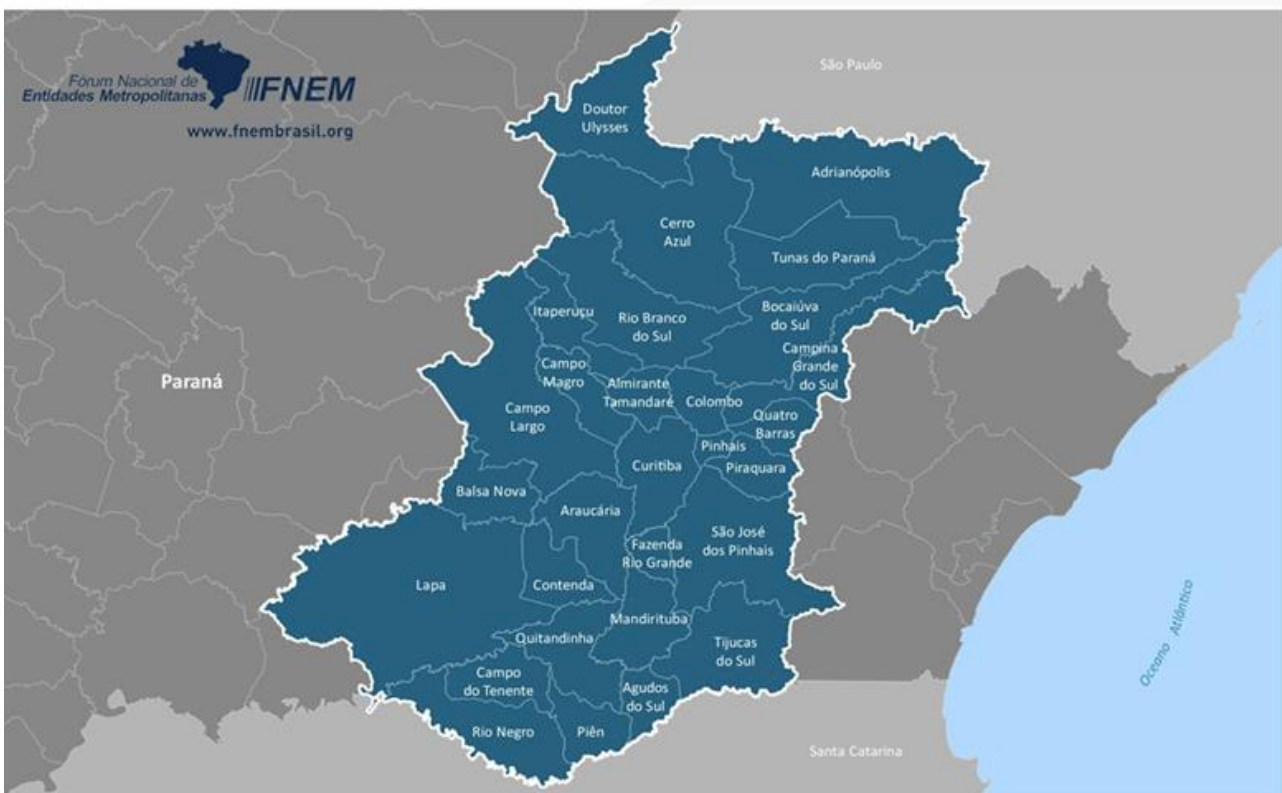 Fórum Nacional de
Entidades Metropolitanas
FNEM
www.fnembrasil.org
São Paulo
Doutor
Ulysses
Adrianópolis
Cerro
Azul
Tunas do Paraná
Itaperuçu
Rio Branco
do Sul
Bocaiúva
do Sul
Campina
Grande
do Sul
Paraná
Campo
Magro
Almirante
Tamandaré
Colombo
Campo
Largo
Quatro
Barras
Pinhais
Curitiba
Piraquara
Balsa Nova
Araucária
São José
dos Pinhais
Fazenda
Rio Grande
Lapa
Contenda
Mandirituba
Quitandinha
Tijucas
do Sul
Campo
do Tenente
Agudos
do Sul
Rio Negro
Piên
Santa Catarina
Oceano Atlântico